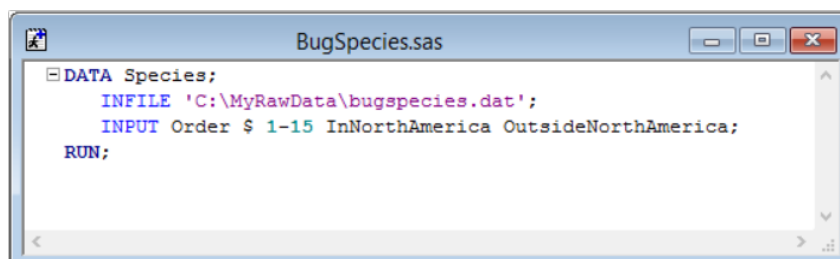 BugSpecies.sas
DATA Species;
INFILE 'C:\MyRawData\bugspecies.dat';
INPUT Order $ 1-15 InNorthAmerica OutsideNorthAmerica;
RUN;